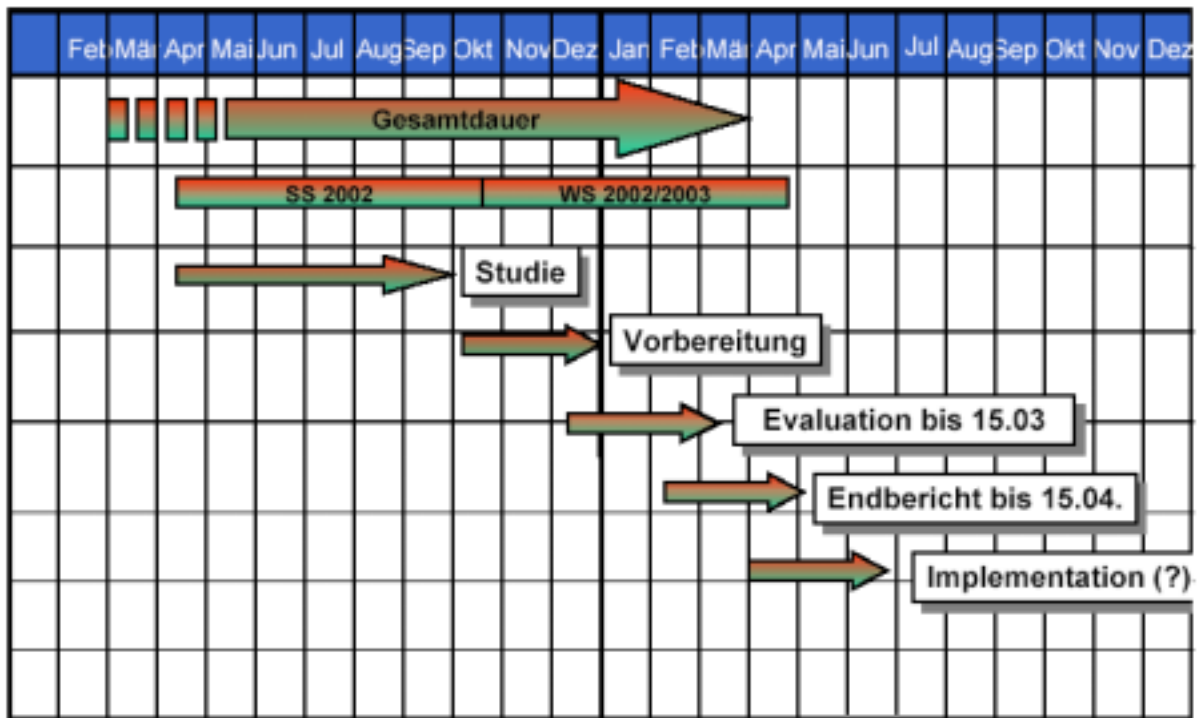 Feb Mär Apr Mai Jun Jul Aug Sep Okt Nov Dez Jan Feb Mär Apr Mai Jun Jul Aug Sep Okt Nov Dez
Gesamtdauer
SS 2002 WS 2002/2003
Studie
Vorbereitung
Evaluation bis 15.03
Endbericht bis 15.04.
Implementation (?)